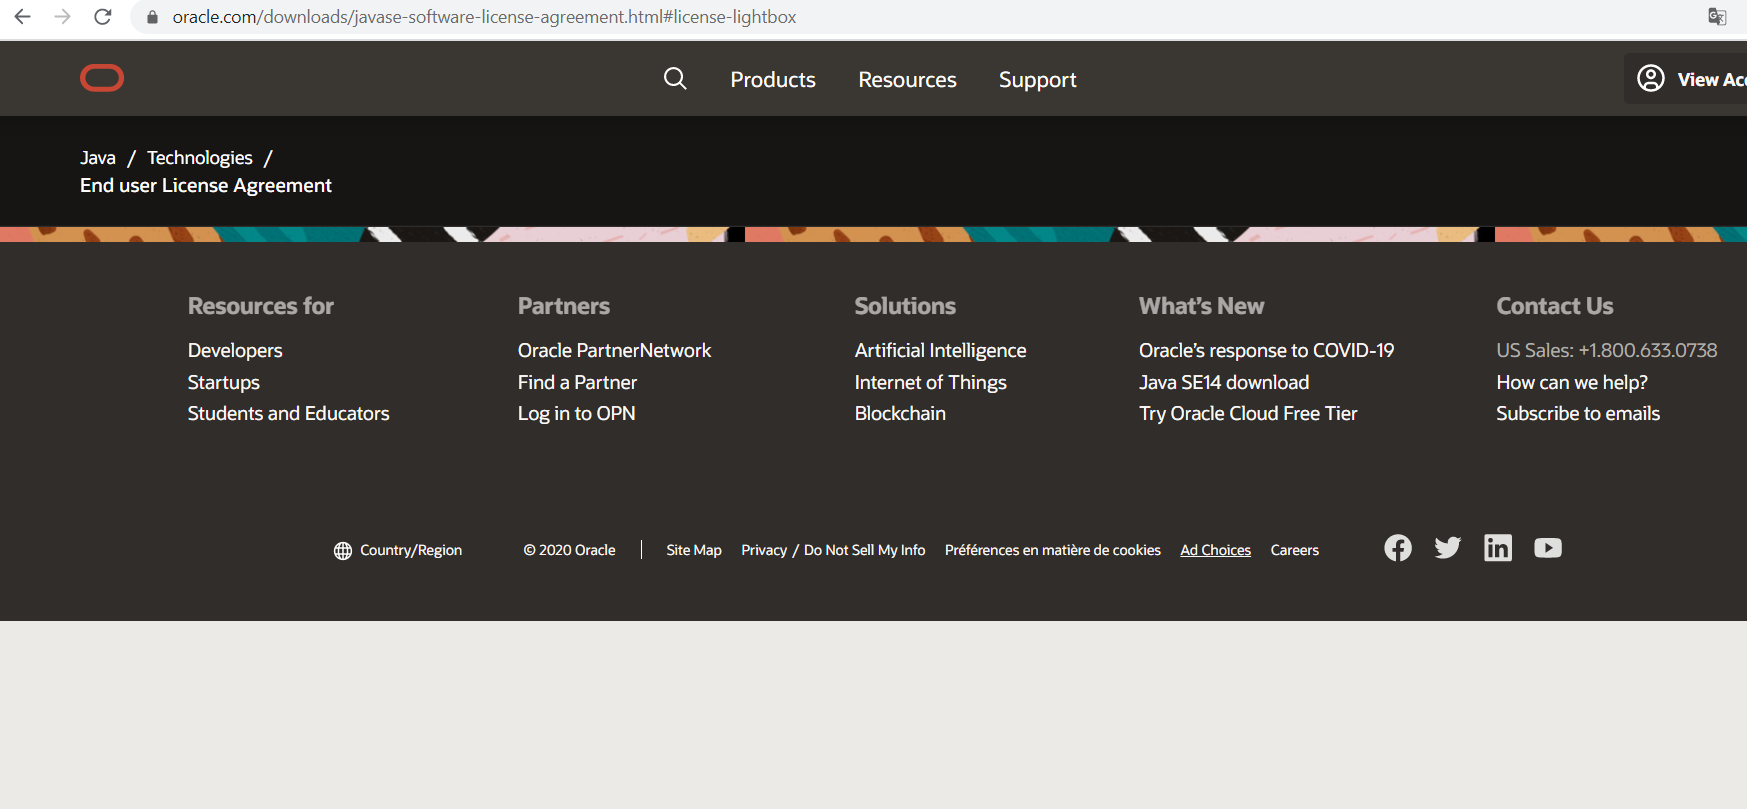 oracle.com/downloads/javase-software-license-agreement.html#license-lightbox
Products Resources Support
View Acc
Java / Technologies /
End user License Agreement
Resources for
Developers
Startups
Students and Educators
Partners
Oracle PartnerNetwork
Find a Partner
Log in to OPN
Solutions
Artificial Intelligence
Internet of Things
Blockchain
What's New
Oracle's response to COVID-19
Java SE14 download
Try Oracle Cloud Free Tier
Contact Us
US Sales: +1.800.633.0738
How can we help?
Subscribe to emails
Country/Region © 2020 Oracle Site Map Privacy / Do Not Sell My Info Préférences en matière de cookies Ad Choices Careers